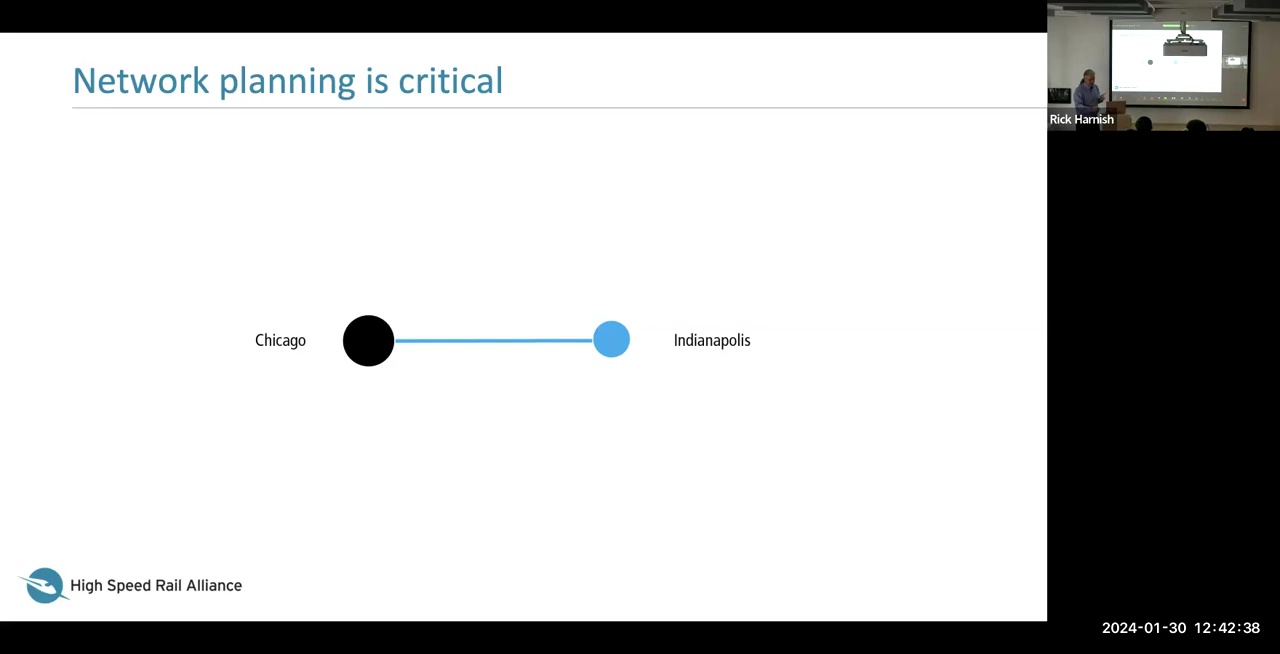 Network planning is critical
Rick Harnish
Chicago
Indianapolis
High Speed Rail Alliance
2024-01-30 12:42:38